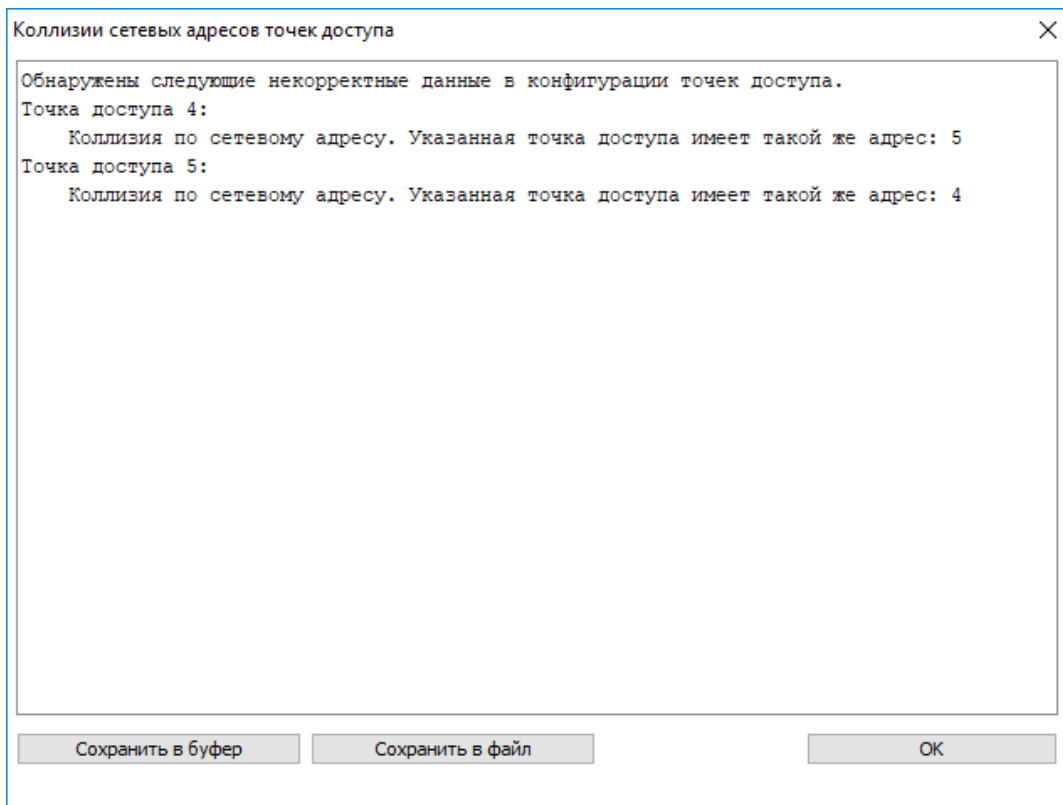 Коллизии сетевых адресов точек доступа
Обнаружены следующие некорректные данные в конфигурации точек доступа.
Точка доступа 4:
Коллизия по сетевому адресу. Указанная точка доступа имеет такой же адрес: 5
Точка доступа 5:
Коллизия по сетевому адресу. Указанная точка доступа имеет такой же адрес: 4
Сохранить в буфер
Сохранить в файл
OK